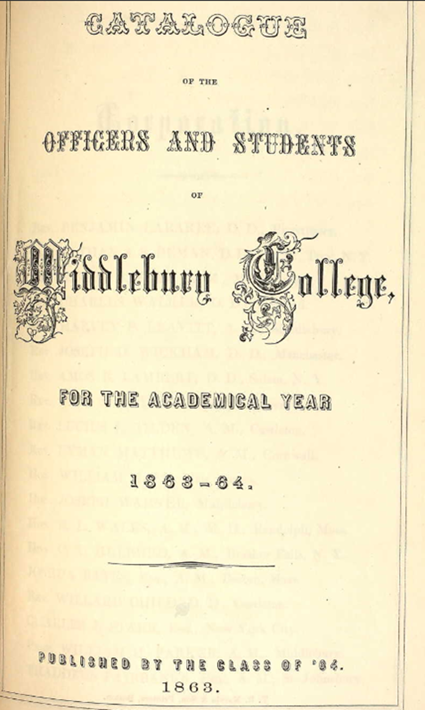 CATALOGUE
OF THE
OFFICERS AND STUDENTS
OF
Middlebury College,
FOR THE ACADEMICAL YEAR
1863-64.
PUBLISHED BY THE CLASS OF '64.
1863.